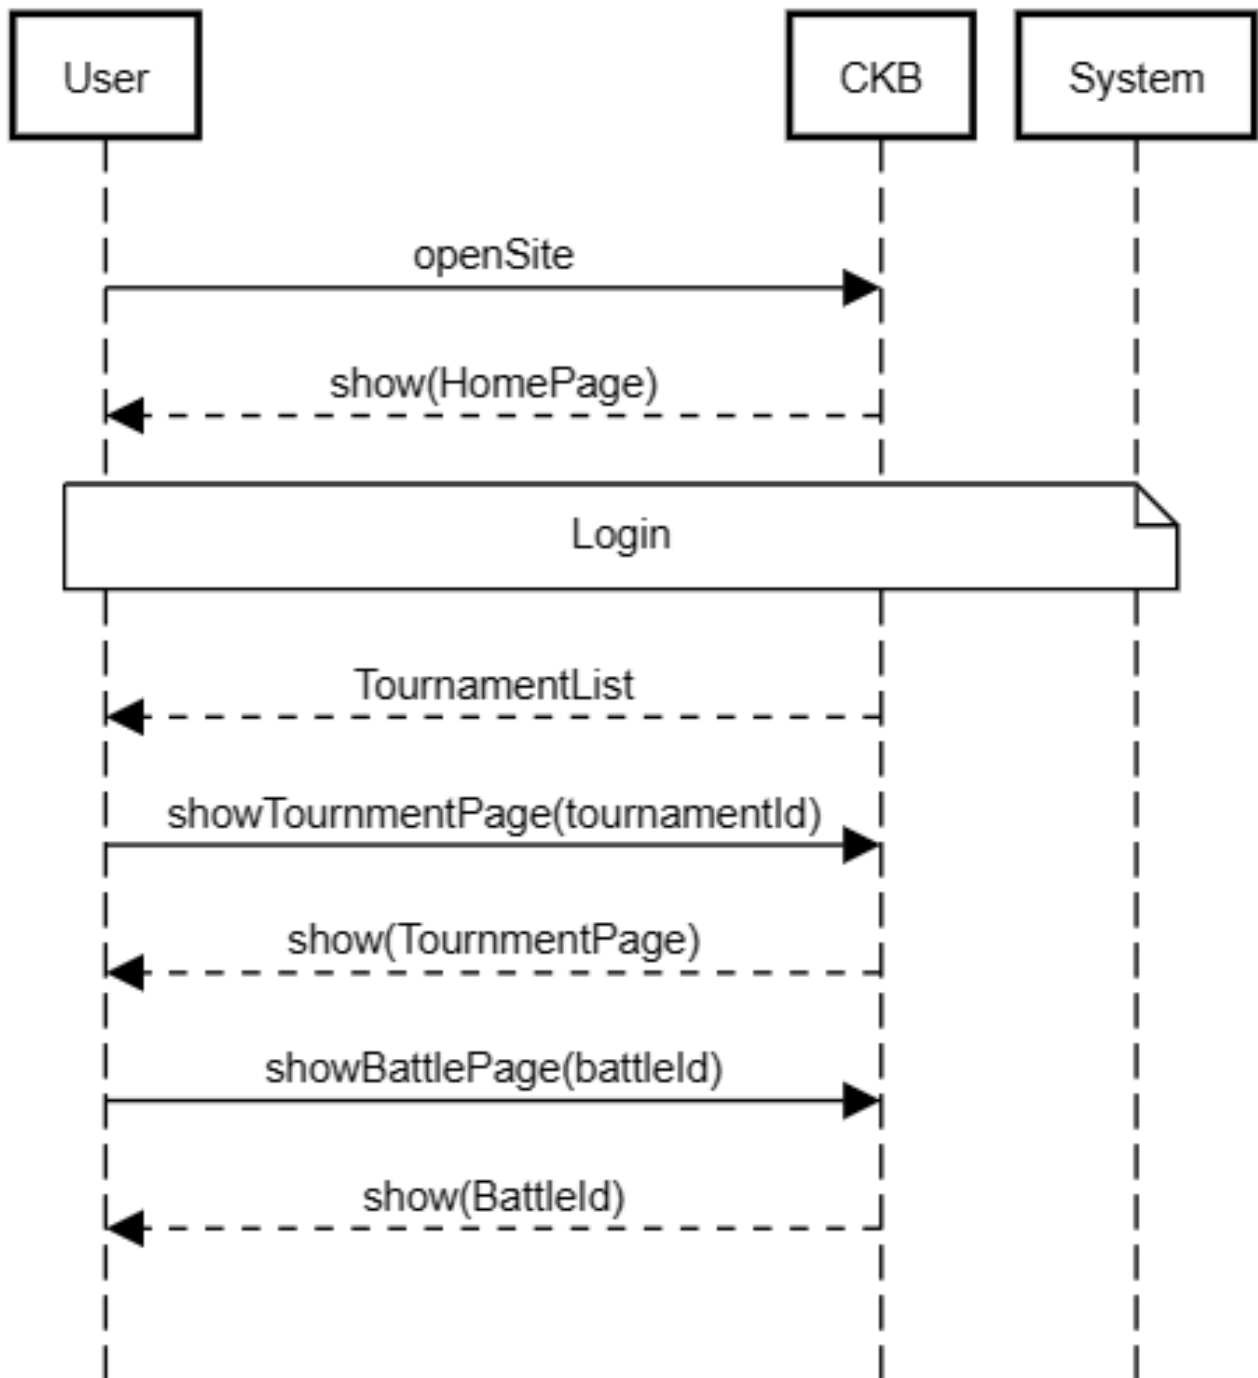 User
CKB
System
openSite
show(HomePage)
Login
TournamentList
showTournmentPage(tournamentId)
show(TournmentPage)
showBattlePage(battleId)
show(BattleId)